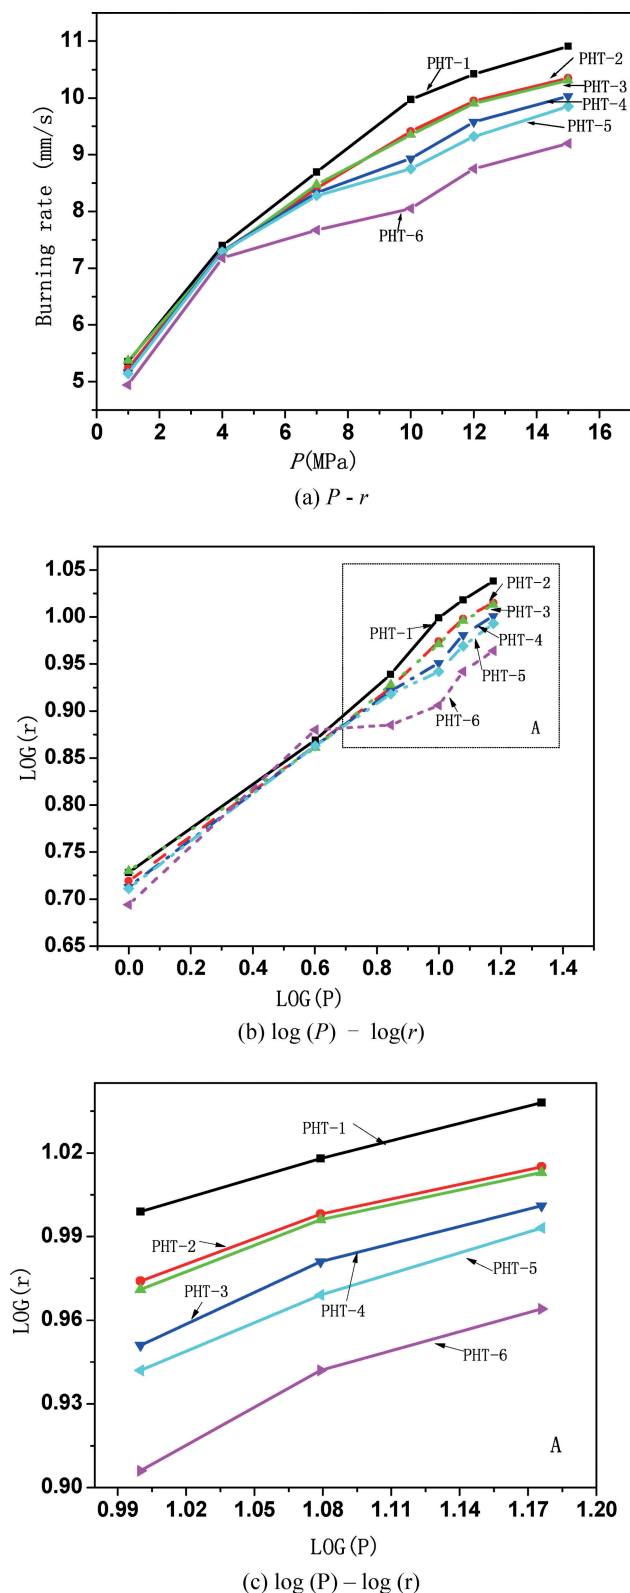 11
10
9
8
7
6
5
Burning rate (mm/s)
PHT-1
PHT-2
PHT-3
PHT-4
PHT-5
PHT-6
0 2 4 6 8 10 12 14 16
P(MPa)
(a) P - r
1.05
1.00
0.95
0.90
0.85
0.80
0.75
0.70
0.65
LOG(r)
PHT-2
PHT-3
PHT-1
PHT-4
PHT-5
PHT-6
A
0.0 0.2 0.4 0.6 0.8 1.0 1.2 1.4
LOG(P)
(b) log (P) − log(r)
1.02
0.99
0.96
0.93
0.90
LOG(r)
PHT-1
PHT-2
PHT-5
PHT-3
PHT-4
PHT-6
A
0.99 1.02 1.05 1.08 1.11 1.14 1.17 1.20
LOG(P)
(c) log (P) – log (r)